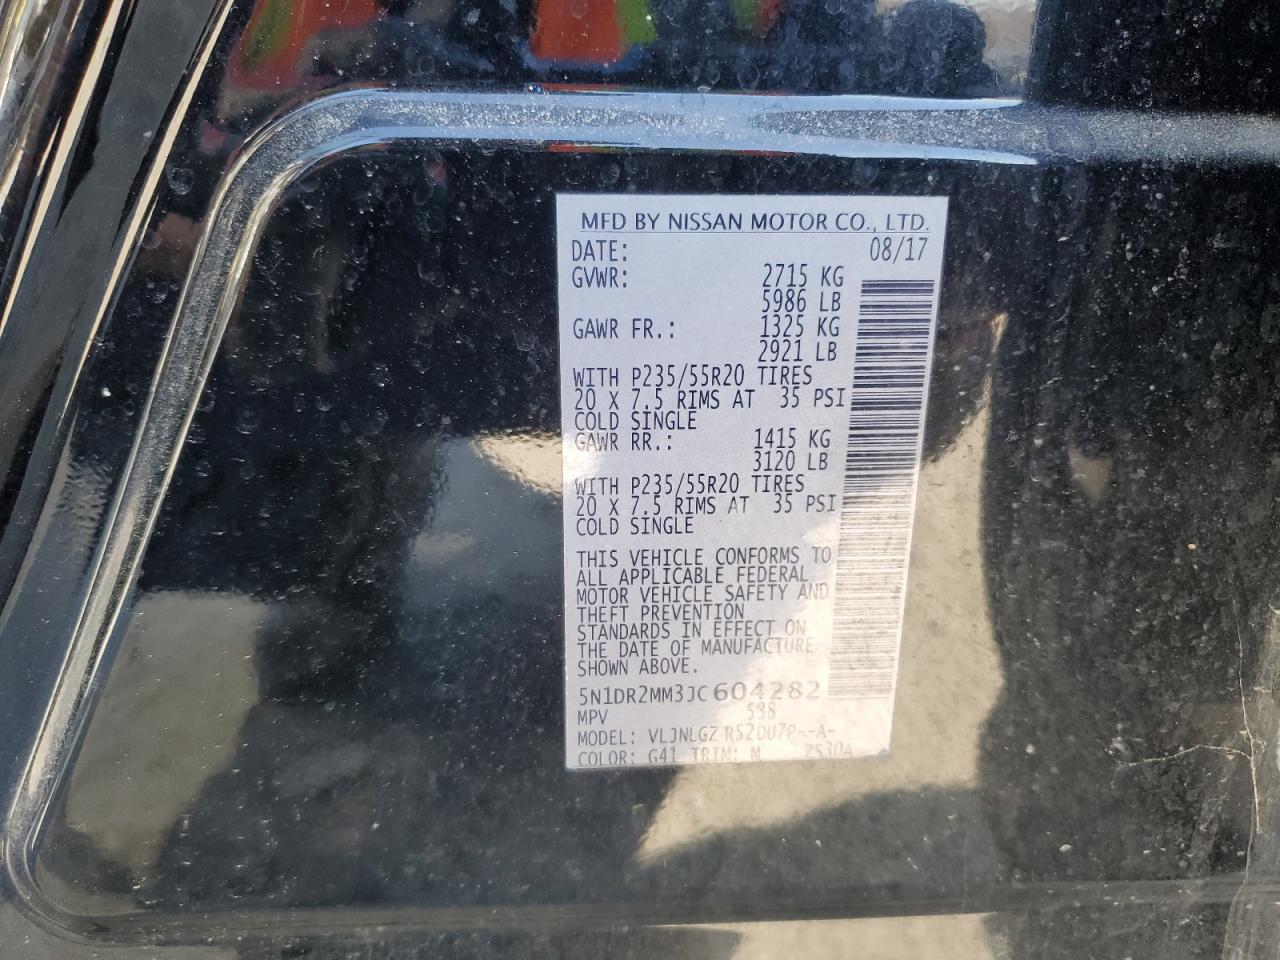 MFD BY NISSAN MOTOR CO., LTD.
DATE: 08/17
GVWR: 2715 KG
5986 LB
GAWR FR.: 1325 KG
2921 LB
WITH P235/55R20 TIRES
20 X 7.5 RIMS AT 35 PSI
COLD SINGLE
GAWR RR.: 1415 KG
3120 LB
WITH P235/55R20 TIRES
20 X 7.5 RIMS AT 35 PSI
COLD SINGLE
THIS VEHICLE CONFORMS TO
ALL APPLICABLE FEDERAL
MOTOR VEHICLE SAFETY AND
THEFT PREVENTION
STANDARDS IN EFFECT ON
THE DATE OF MANUFACTURE
SHOWN ABOVE.
5N1DR2MM3JC604282
MPV 538
MODEL: VLJNLGZ R52DU7P--A-
COLOR: G41 TRIM: M ZS30A